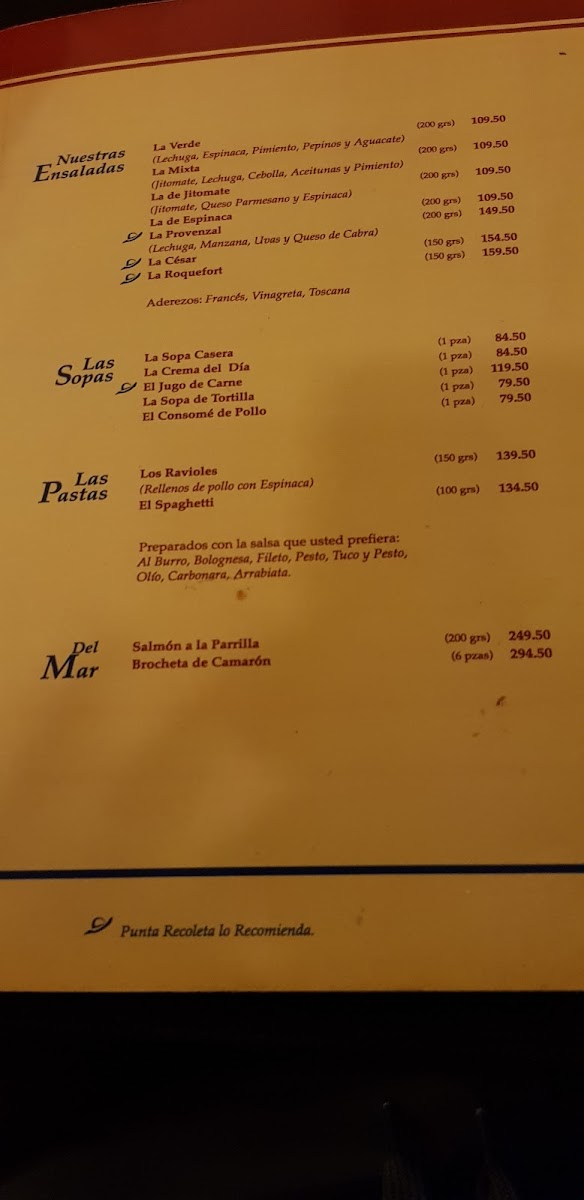 Nuestras
Ensaladas
La Verde (200 grs) 109.50
(Lechuga, Espinaca, Pimiento, Pepinos y Aguacate)
La Mixta (200 grs) 109.50
(Jitomate, Lechuga, Cebolla, Aceitunas y Pimiento)
La de Jitomate (200 grs) 109.50
(Jitomate, Queso Parmesano y Espinaca)
La de Espinaca (200 grs) 109.50
La Provenzal (200 grs) 149.50
(Lechuga, Manzana, Uvas y Queso de Cabra)
La César (150 grs) 154.50
La Roquefort (150 grs) 159.50
Aderezos: Francés, Vinagreta, Toscana
Las
Sopas
La Sopa Casera (1 pza) 84.50
La Crema del Día (1 pza) 84.50
El Jugo de Carne (1 pza) 119.50
La Sopa de Tortilla (1 pza) 79.50
El Consomé de Pollo (1 pza) 79.50
Las
Pastas
Los Ravioles (150 grs) 139.50
(Rellenos de pollo con Espinaca)
El Spaghetti (100 grs) 134.50
Preparados con la salsa que usted prefiera:
Al Burro, Bolognesa, Fileto, Pesto, Tuco y Pesto,
Olío, Carbonara, Arrabiata.
Del
Mar
Salmón a la Parrilla (200 grs) 249.50
Brocheta de Camarón (6 pzas) 294.50
Punta Recoleta lo Recomienda.